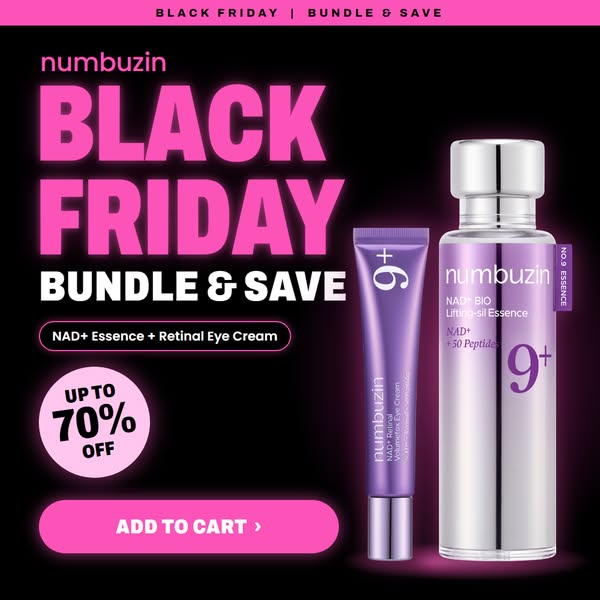 BLACK FRIDAY | BUNDLE & SAVE
numbuzin
BLACK
FRIDAY
BUNDLE & SAVE
NAD+ Essence + Retinal Eye Cream
UP TO
70%
OFF
ADD TO CART ›
9+
numbuzin
NAD+ Retinal
Volumetox Eye Cream
numbuzin
NAD+ BIO
Lifting-sil Essence
NAD+
+50 Peptides
9+
NO.9 ESSENCE